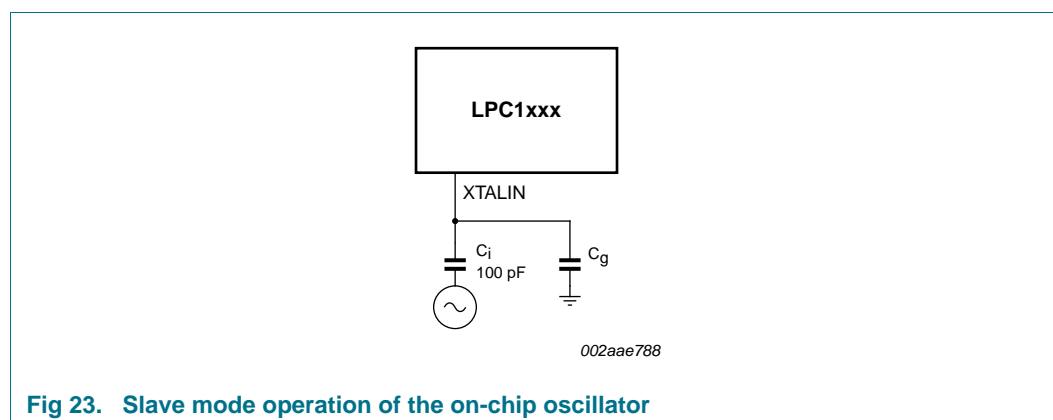 LPC1xxx
XTALIN
Ci
100 pF
Cg
002aae788
Fig 23. Slave mode operation of the on-chip oscillator